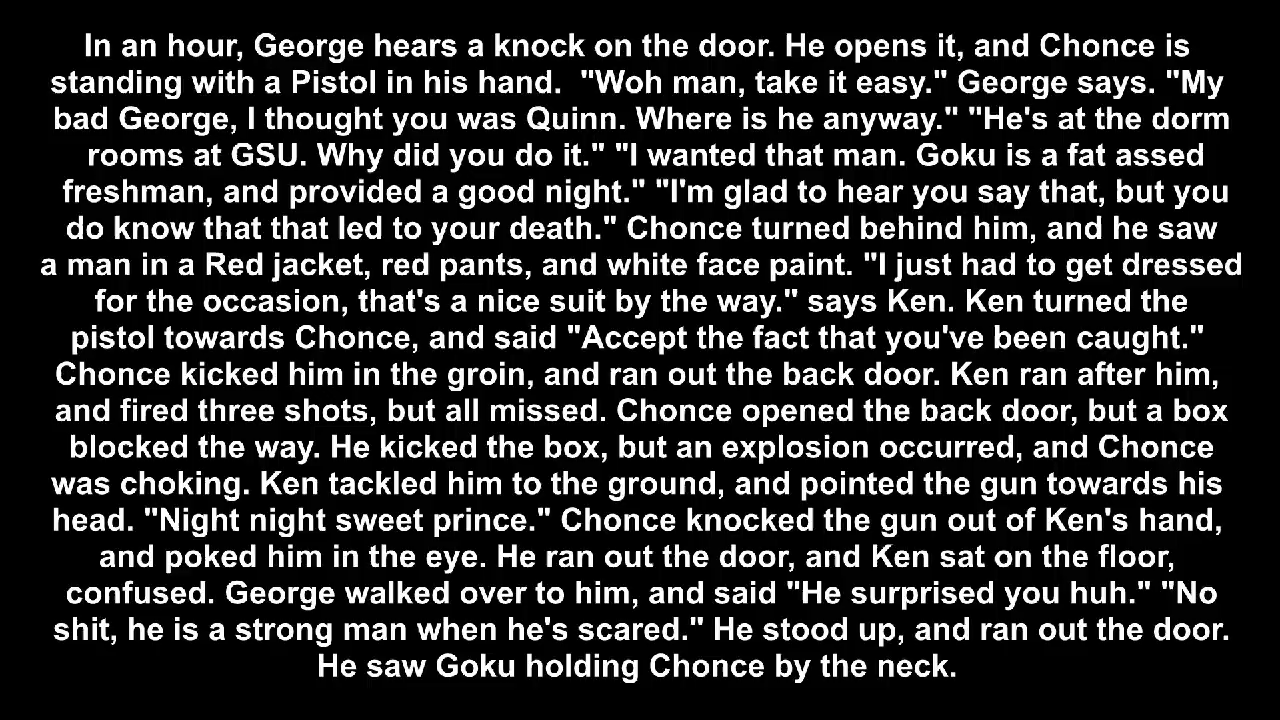 In an hour, George hears a knock on the door. He opens it, and Chonce is
standing with a Pistol in his hand.  "Woh man, take it easy." George says. "My
bad George, I thought you was Quinn. Where is he anyway." "He's at the dorm
rooms at GSU. Why did you do it." "I wanted that man. Goku is a fat assed
freshman, and provided a good night." "I'm glad to hear you say that, but you
do know that that led to your death." Chonce turned behind him, and he saw
a man in a Red jacket, red pants, and white face paint. "I just had to get dressed
for the occasion, that's a nice suit by the way." says Ken. Ken turned the
pistol towards Chonce, and said "Accept the fact that you've been caught."
Chonce kicked him in the groin, and ran out the back door. Ken ran after him,
and fired three shots, but all missed. Chonce opened the back door, but a box
blocked the way. He kicked the box, but an explosion occurred, and Chonce
was choking. Ken tackled him to the ground, and pointed the gun towards his
head. "Night night sweet prince." Chonce knocked the gun out of Ken's hand,
and poked him in the eye. He ran out the door, and Ken sat on the floor,
confused. George walked over to him, and said "He surprised you huh." "No
shit, he is a strong man when he's scared." He stood up, and ran out the door.
He saw Goku holding Chonce by the neck.